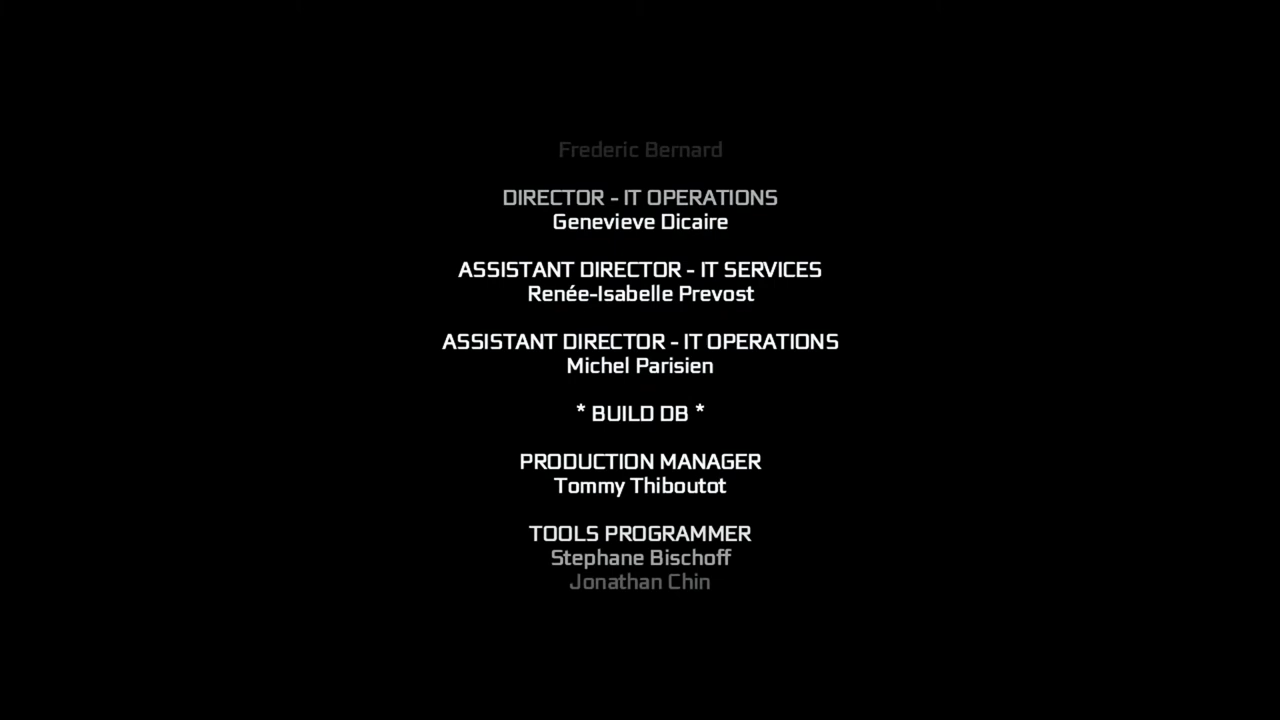 Frederic Bernard
DIRECTOR - IT OPERATIONS
Genevieve Dicaire
ASSISTANT DIRECTOR - IT SERVICES
Renée-Isabelle Prevost
ASSISTANT DIRECTOR - IT OPERATIONS
Michel Parisien
* BUILD DB *
PRODUCTION MANAGER
Tommy Thiboutot
TOOLS PROGRAMMER
Stephane Bischoff
Jonathan Chin